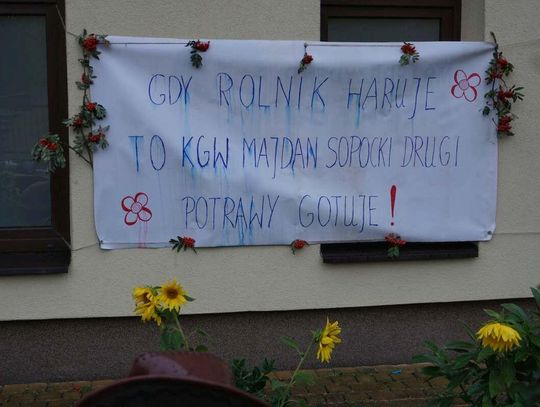 GDY ROLNIK HARUJE
TO KGW MAJDAN SOPOCKI DRUGI
POTRAWY GOTUJE!